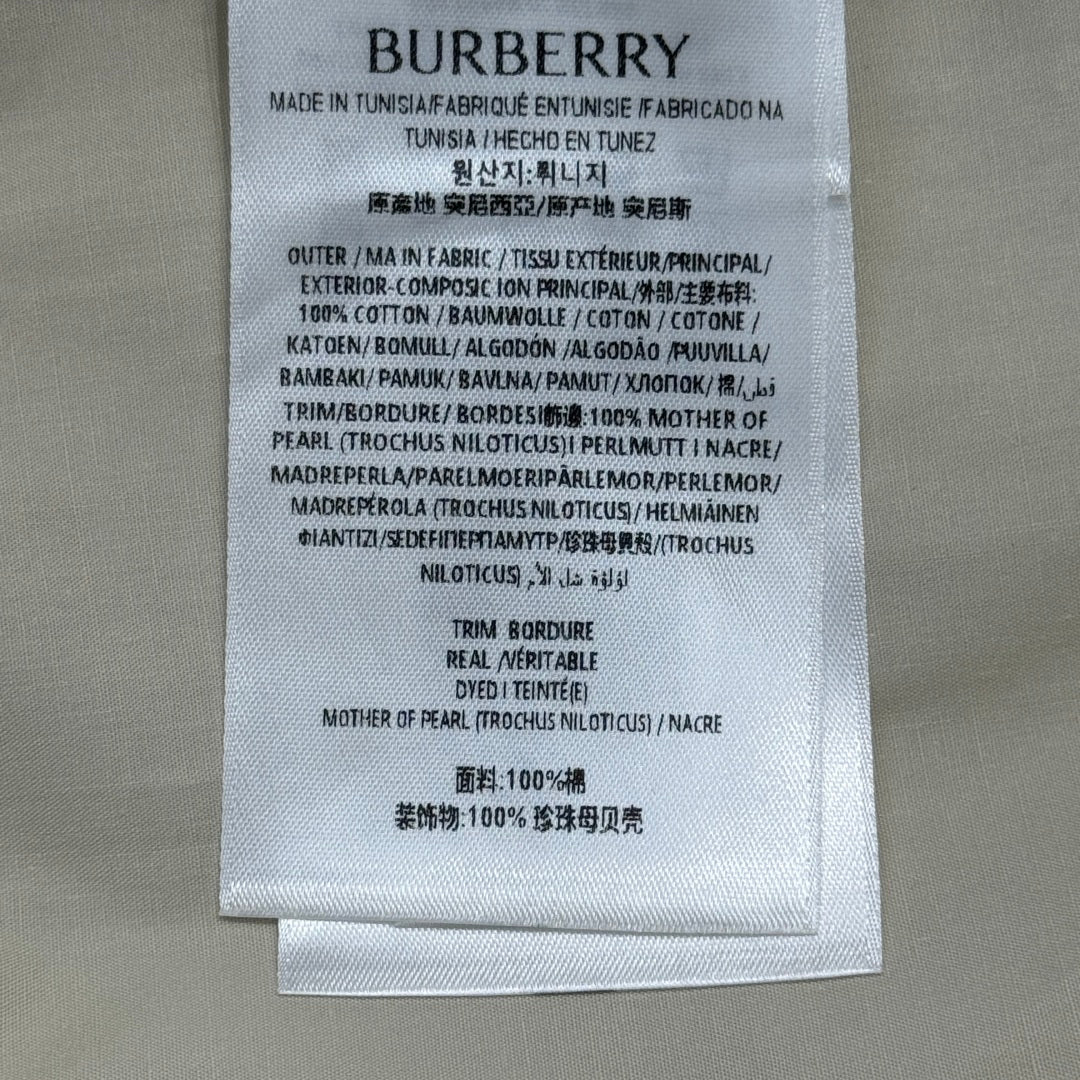 BURBERRY
MADE IN TUNISIA/FABRIQUÉ ENTUNISIE /FABRICADO NA
TUNISIA / HECHO EN TUNEZ
원산지:튀니지
原產地 突尼西亞/原产地 突尼斯
OUTER / MA IN FABRIC / TISSU EXTÉRIEUR/PRINCIPAL/
EXTERIOR-COMPOSIC ION PRINCIPAL/外部/主要布料:
100% COTTON / BAUMWOLLE / COTON / COTONE /
KATOEN/ BOMULL/ ALGODÓN /ALGODÃO /PUUVILLA/
BAMBAKI/ PAMUK/ BAVLNA/ PAMUT/ ХЛОПОК/ 棉/
TRIM/BORDURE/ BORDESI飾邊:100% MOTHER OF
PEARL (TROCHUS NILOTICUS)I PERLMUTT I NACRE/
MADREPERLA/PARELMOERIPÄRLEMOR/PERLEMOR/
MADREPÉROLA (TROCHUS NILOTICUS)/ HELMIÄINEN
ФIANTIZI/SEDEFIПEPПAMYTP/珍珠母貝殼/(TROCHUS
NILOTICUS)
TRIM BORDURE
REAL /VÉRITABLE
DYED I TEINTÉ(E)
MOTHER OF PEARL (TROCHUS NILOTICUS) / NACRE
面料:100%棉
装饰物:100% 珍珠母贝壳